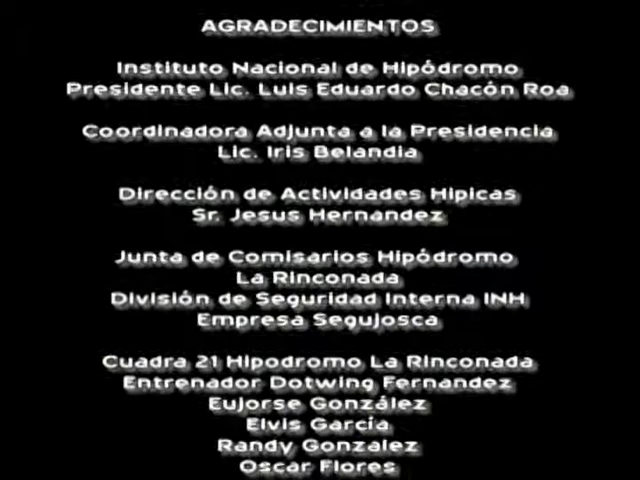 AGRADECIMIENTOS
Instituto Nacional de Hipódromo
Presidente Lic. Luis Eduardo Chacón Roa
Coordinadora Adjunta a la Presidencia
Lic. Iris Belandia
Dirección de Actividades Hipicas
Sr. Jesus Hernandez
Junta de Comisarios Hipódromo
La Rinconada
División de Seguridad Interna INH
Empresa Segujosca
Cuadra 21 Hipodromo La Rinconada
Entrenador Dotwing Fernandez
Eujorse González
Elvis García
Randy Gonzalez
Oscar Flores